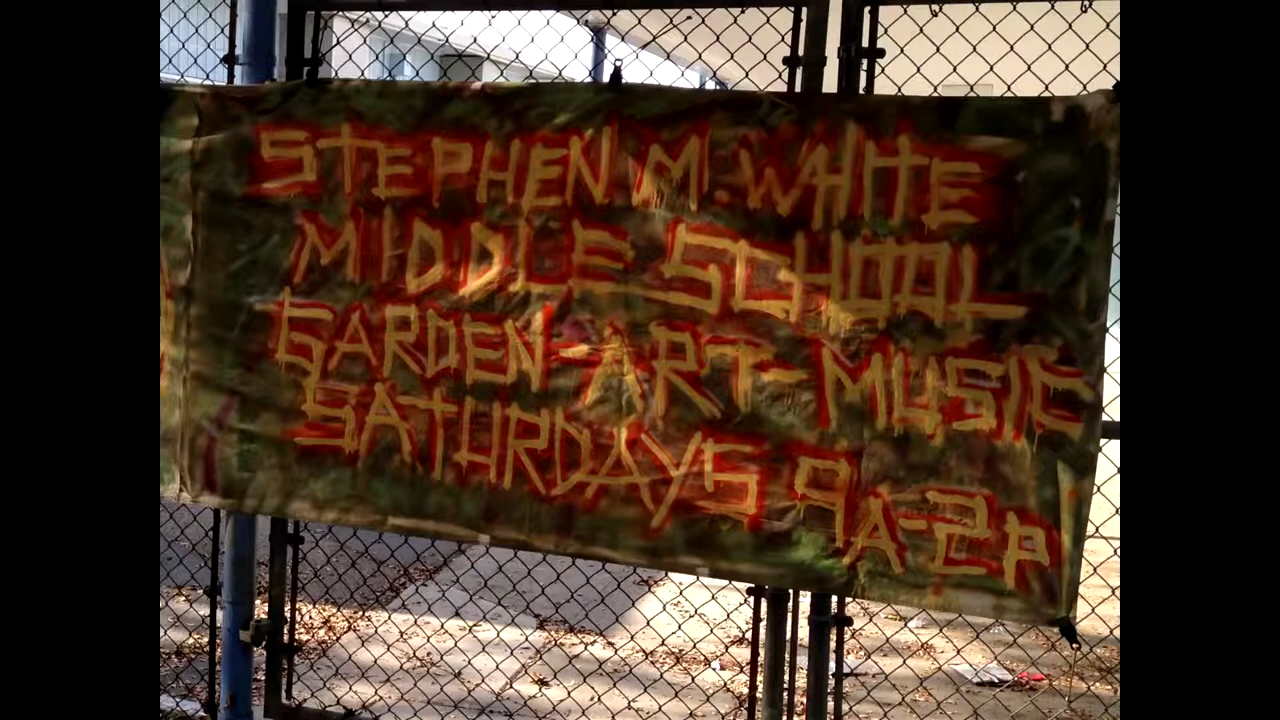 STEPHEN M. WHITE
MIDDLE SCHOOL
GARDEN-ART-MUSIC
SATURDAYS 9A-2P